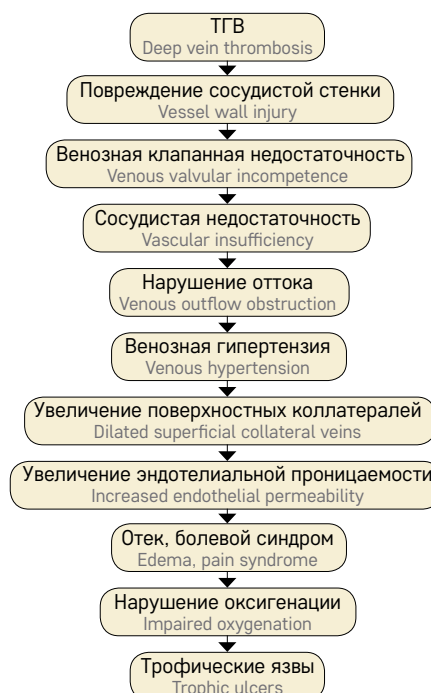 ТГВ
Deep vein thrombosis
Повреждение сосудистой стенки
Vessel wall injury
Венозная клапанная недостаточность
Venous valvular incompetence
Сосудистая недостаточность
Vascular insufficiency
Нарушение оттока
Venous outflow obstruction
Венозная гипертензия
Venous hypertension
Увеличение поверхностных коллатералей
Dilated superficial collateral veins
Увеличение эндотелиальной проницаемости
Increased endothelial permeability
Отек, болевой синдром
Edema, pain syndrome
Нарушение оксигенации
Impaired oxygenation
Трофические язвы
Trophic ulcers